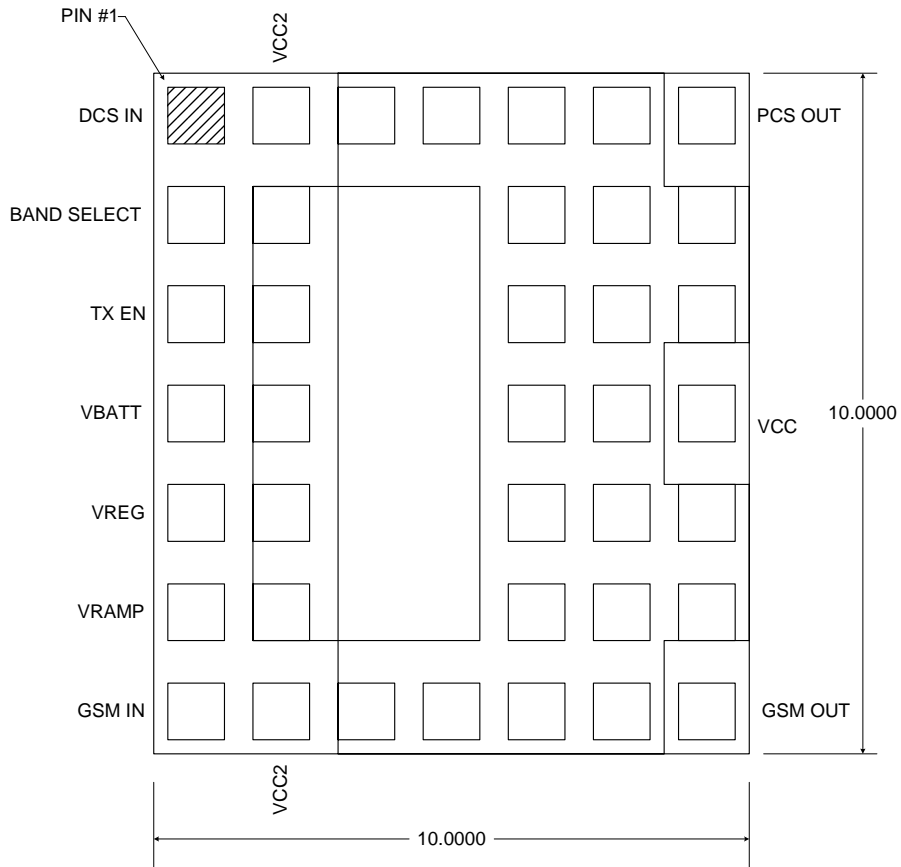 PIN #1
VCC2
DCS IN
PCS OUT
BAND SELECT
TX EN
VBATT
10.0000
VCC
VREG
VRAMP
GSM IN
GSM OUT
VCC2
10.0000